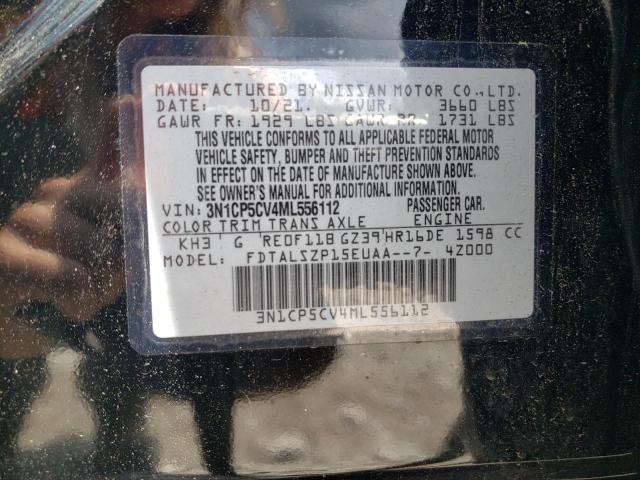 MANUFACTURED BY NISSAN MOTOR CO.,LTD.
DATE: 10/21. GVWR: 3660 LBS
GAWR FR: 1929 LBS GAWR RR: 1731 LBS
THIS VEHICLE CONFORMS TO ALL APPLICABLE FEDERAL MOTOR
VEHICLE SAFETY, BUMPER AND THEFT PREVENTION STANDARDS
IN EFFECT ON THE DATE OF MANUFACTURE SHOWN ABOVE.
SEE OWNER'S MANUAL FOR ADDITIONAL INFORMATION.
VIN: 3N1CP5CV4ML556112 PASSENGER CAR.
COLOR TRIM TRANS AXLE ENGINE
KH3 G RE0F11B GZ39 HR16DE 1598 CC
MODEL: FDTALSZP15EUAA--7- 4Z000
3N1CP5CV4ML556112